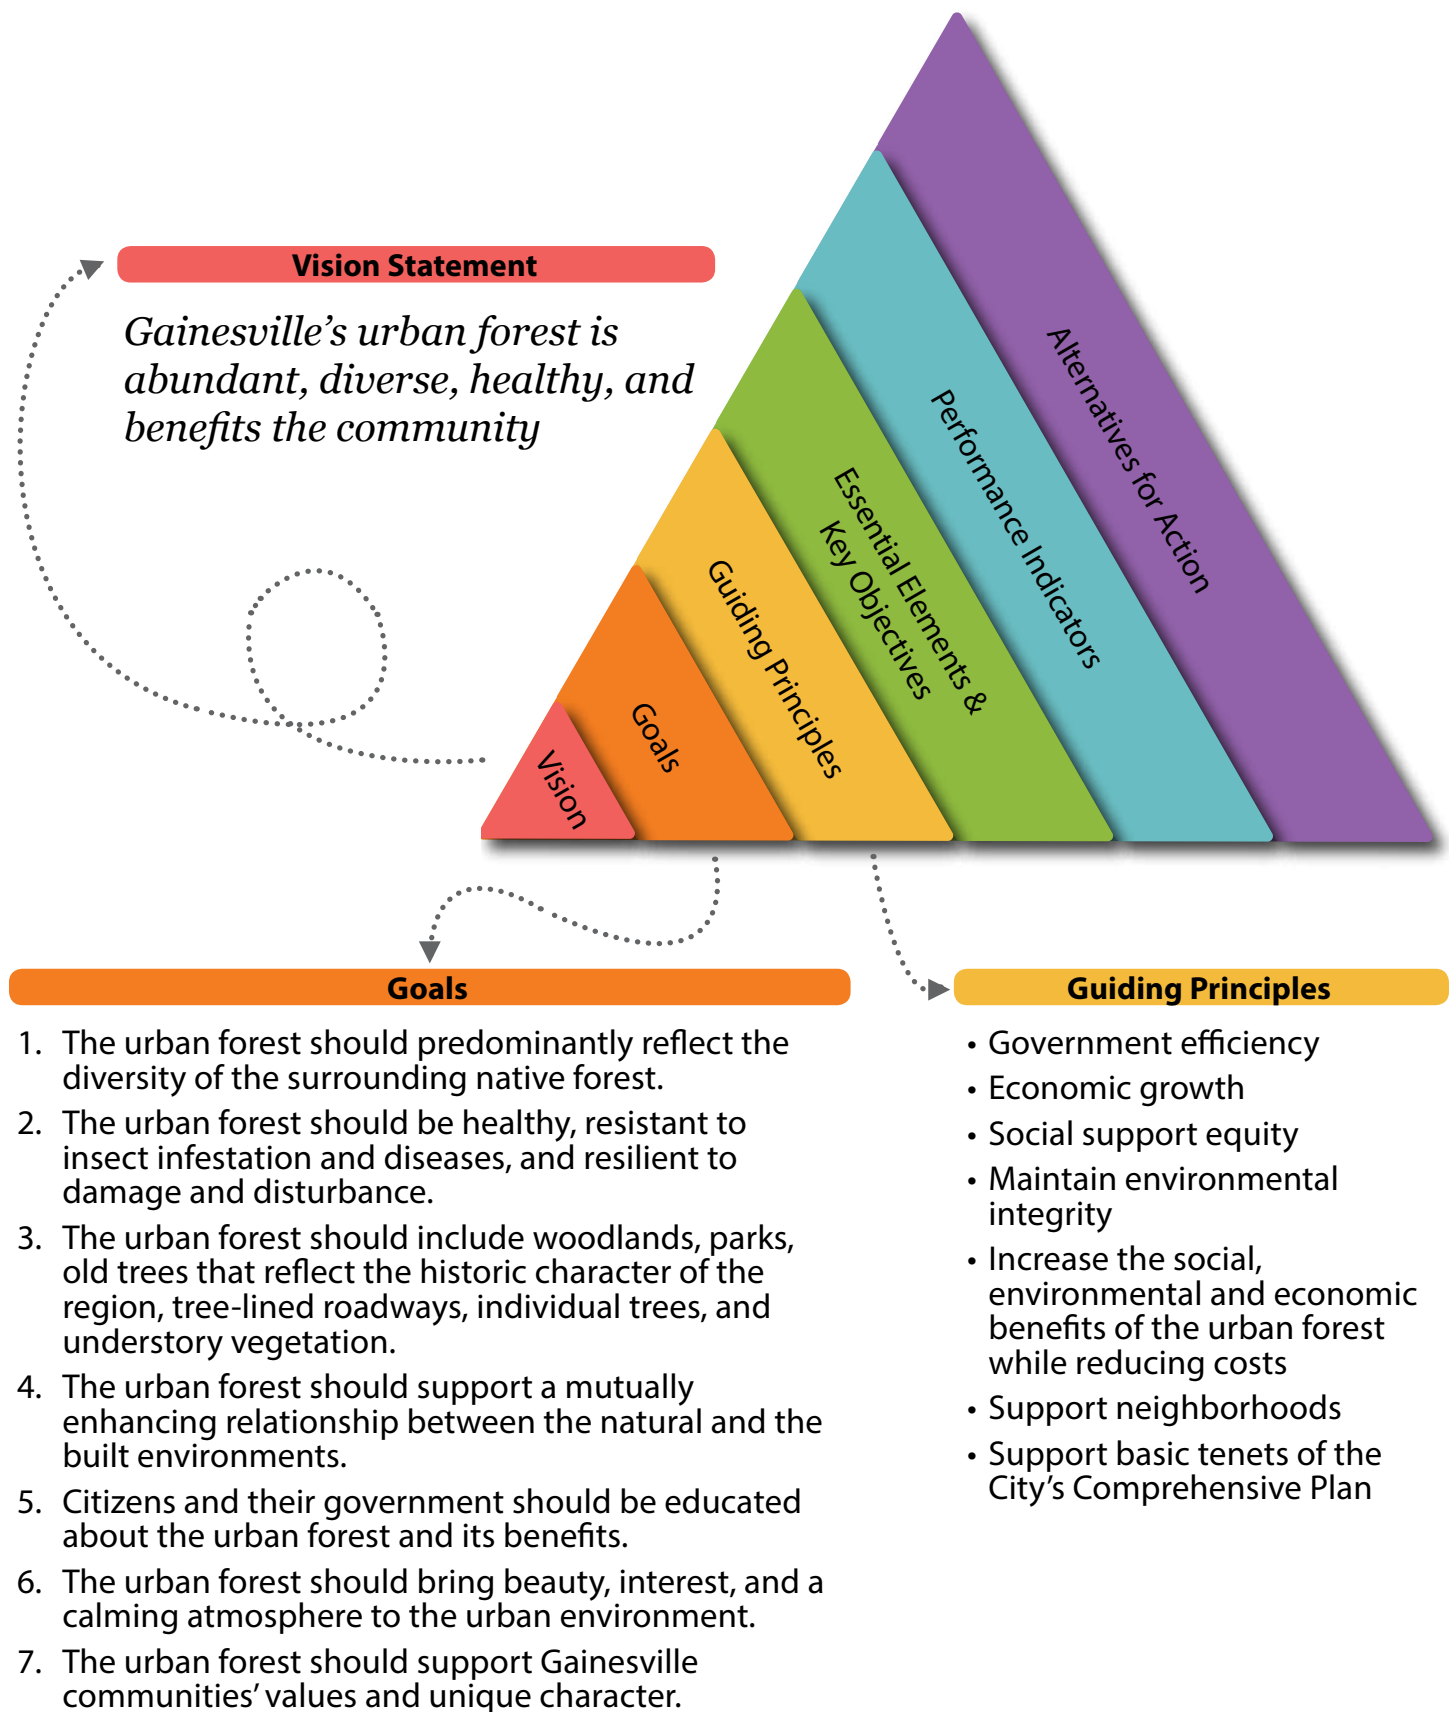 Vision Statement
Gainesville’s urban forest is
abundant, diverse, healthy, and
benefits the community
Vision
Goals
Guiding Principles
Essential Elements &
Key Objectives
Performance Indicators
Alternatives for Action
Goals
1. The urban forest should predominantly reflect the
diversity of the surrounding native forest.
2. The urban forest should be healthy, resistant to
insect infestation and diseases, and resilient to
damage and disturbance.
3. The urban forest should include woodlands, parks,
old trees that reflect the historic character of the
region, tree-lined roadways, individual trees, and
understory vegetation.
4. The urban forest should support a mutually
enhancing relationship between the natural and the
built environments.
5. Citizens and their government should be educated
about the urban forest and its benefits.
6. The urban forest should bring beauty, interest, and a
calming atmosphere to the urban environment.
7. The urban forest should support Gainesville
communities’ values and unique character.
Guiding Principles
• Government efficiency
• Economic growth
• Social support equity
• Maintain environmental
integrity
• Increase the social,
environmental and economic
benefits of the urban forest
while reducing costs
• Support neighborhoods
• Support basic tenets of the
City’s Comprehensive Plan